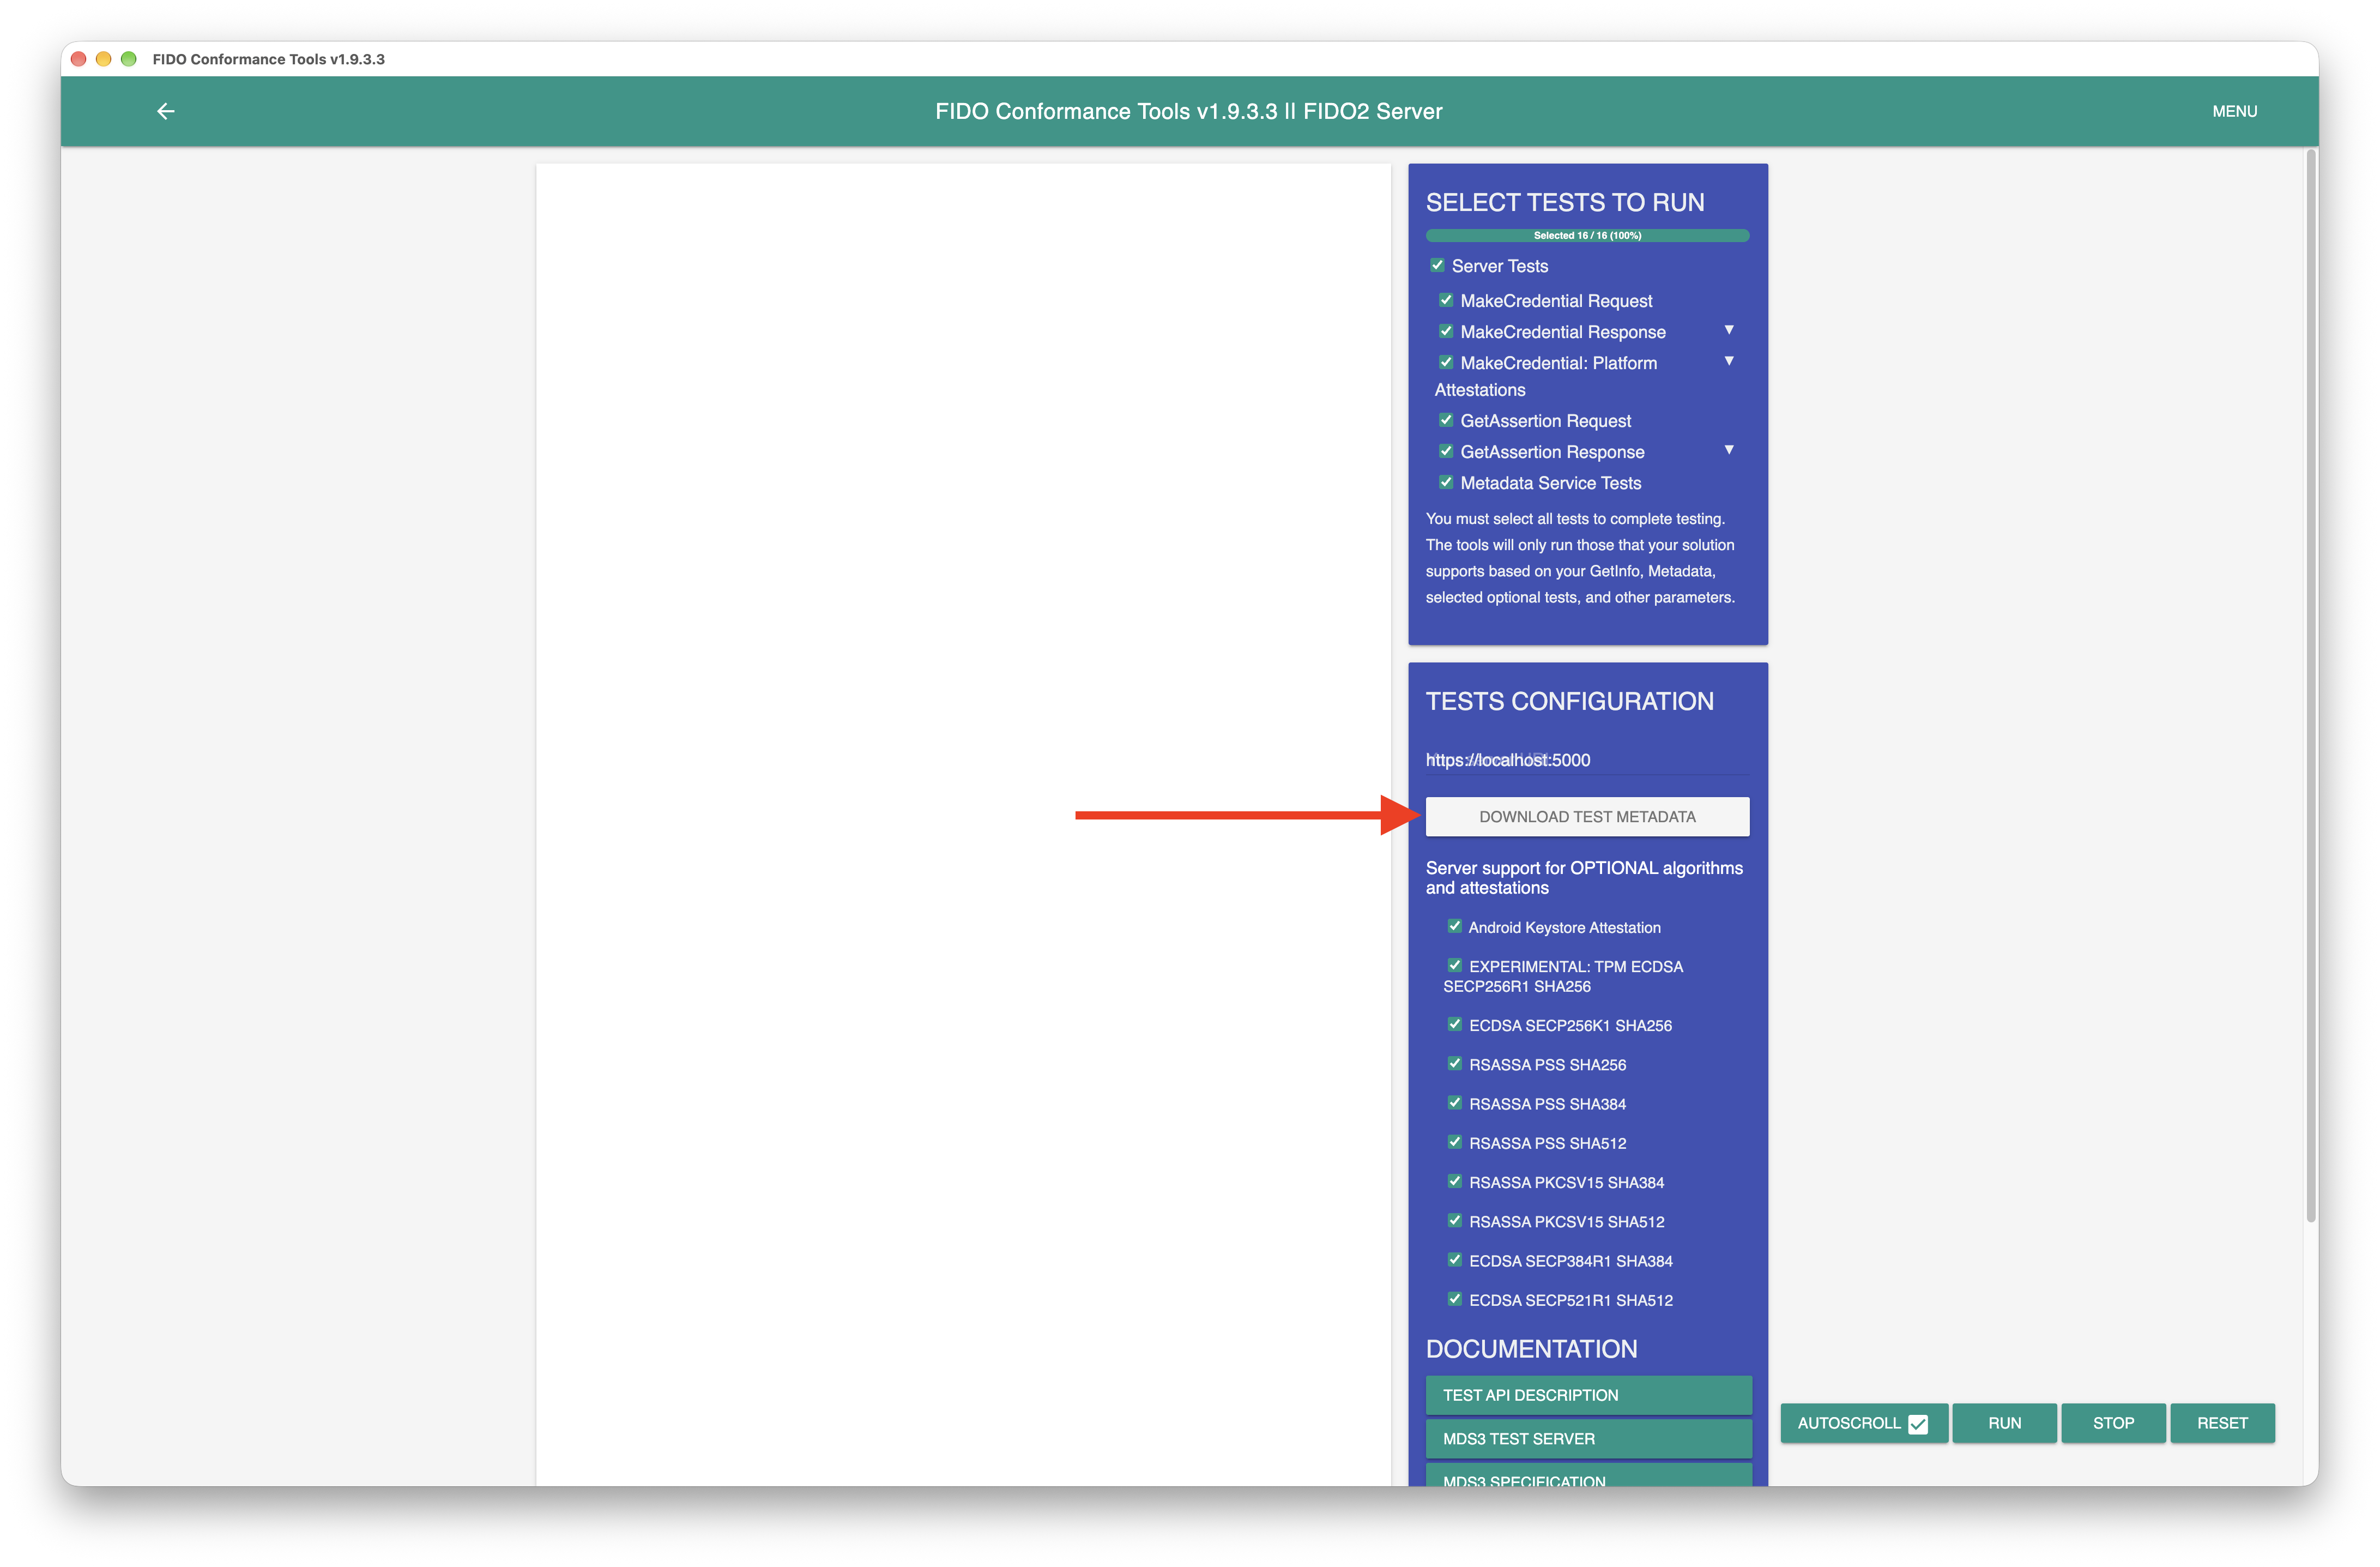 FIDO Conformance Tools v1.9.3.3
FIDO Conformance Tools v1.9.3.3 || FIDO2 Server
MENU
SELECT TESTS TO RUN
Selected 16 / 16 (100%)
Server Tests
MakeCredential Request
MakeCredential Response
MakeCredential: Platform
Attestations
GetAssertion Request
GetAssertion Response
Metadata Service Tests
You must select all tests to complete testing.
The tools will only run those that your solution
supports based on your GetInfo, Metadata,
selected optional tests, and other parameters.
TESTS CONFIGURATION
https://localhost:5000
DOWNLOAD TEST METADATA
Server support for OPTIONAL algorithms
and attestations
Android Keystore Attestation
EXPERIMENTAL: TPM ECDSA
SECP256R1 SHA256
ECDSA SECP256K1 SHA256
RSASSA PSS SHA256
RSASSA PSS SHA384
RSASSA PSS SHA512
RSASSA PKCSV15 SHA384
RSASSA PKCSV15 SHA512
ECDSA SECP384R1 SHA384
ECDSA SECP521R1 SHA512
DOCUMENTATION
TEST API DESCRIPTION
MDS3 TEST SERVER
MDS3 SPECIFICATION
AUTOSCROLL
RUN
STOP
RESET